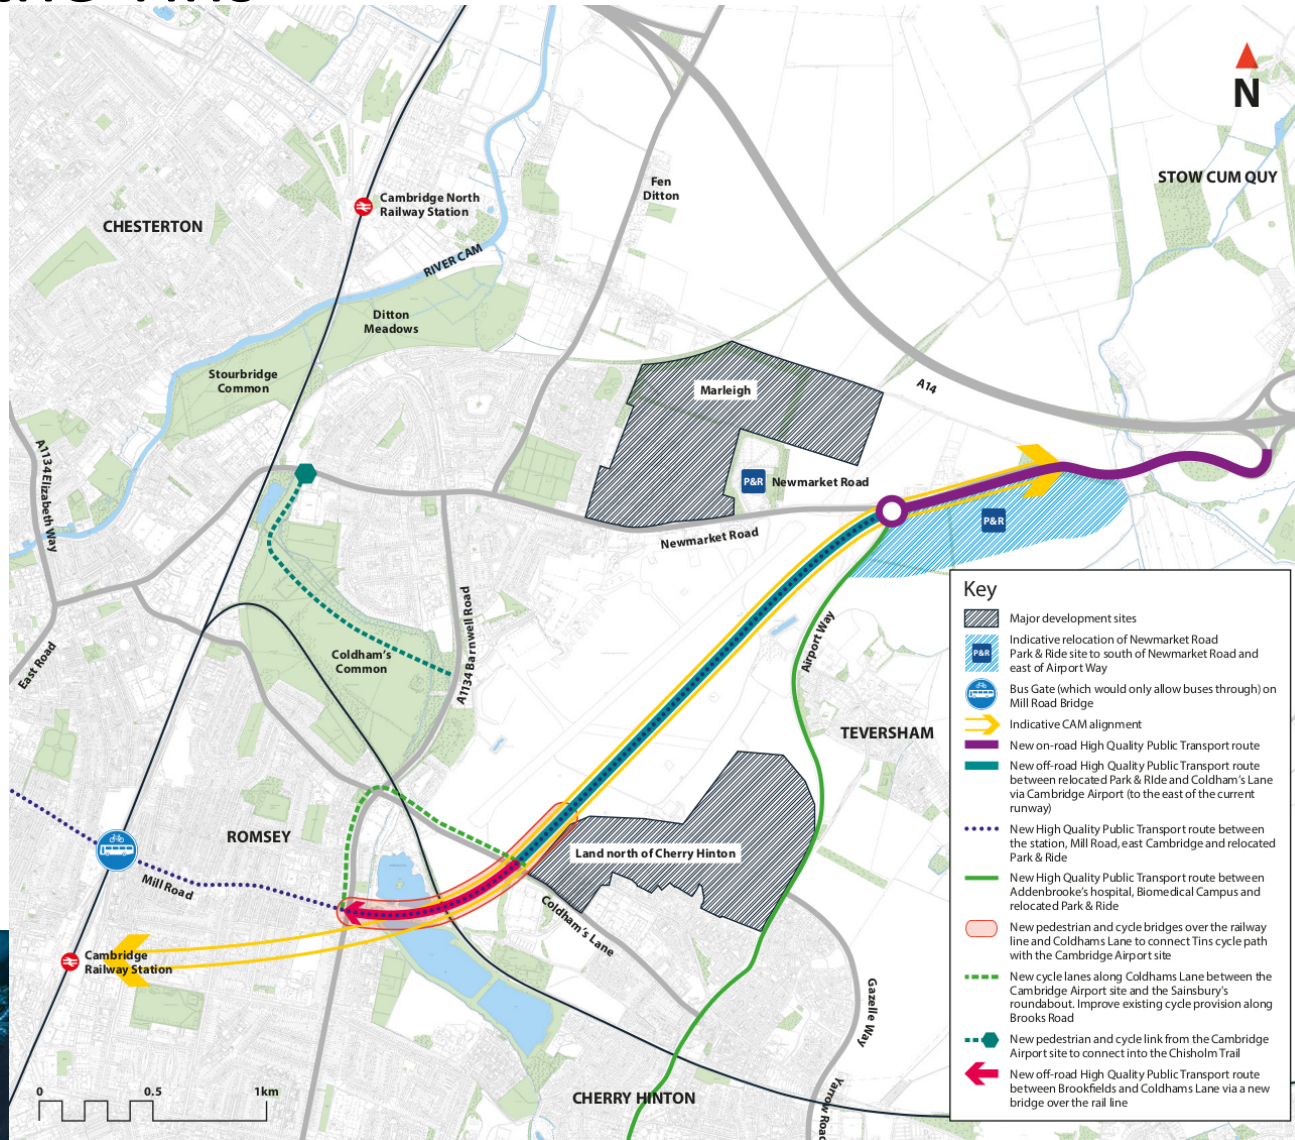 N
STOW CUM QUY
Fen
Ditton
Cambridge North
Railway Station
CHESTERTON
RIVER CAM
Ditton
Meadows
Stourbridge
Common
Marleigh
A14
A1134 Elizabeth Way
P&R
Newmarket Road
P&R
Newmarket Road
East Road
Coldham's
Common
A1134 Barnwell Road
Airport Way
TEVERSHAM
ROMSEY
Land north of Cherry Hinton
Mill Road
Coldham's Lane
Cambridge
Railway Station
Gazelle Way
CHERRY HINTON
Yarrow Road
0 0.5 1km
Key
Major development sites
P&R
Indicative relocation of Newmarket Road
Park & Ride site to south of Newmarket Road and
east of Airport Way
Bus Gate (which would only allow buses through) on
Mill Road Bridge
Indicative CAM alignment
New on-road High Quality Public Transport route
New off-road High Quality Public Transport route
between relocated Park & RIde and Coldham's Lane
via Cambridge Airport (to the east of the current
runway)
New High Quality Public Transport route between
the station, Mill Road, east Cambridge and relocated
Park & Ride
New High Quality Public Transport route between
Addenbrooke's hospital, Biomedical Campus and
relocated Park & Ride
New pedestrian and cycle bridges over the railway
line and Coldhams Lane to connect Tins cycle path
with the Cambridge Airport site
New cycle lanes along Coldhams Lane between the
Cambridge Airport site and the Sainsbury's
roundabout. Improve existing cycle provision along
Brooks Road
New pedestrian and cycle link from the Cambridge
Airport site to connect into the Chisholm Trail
New off-road High Quality Public Transport route
between Brookfields and Coldhams Lane via a new
bridge over the rail line